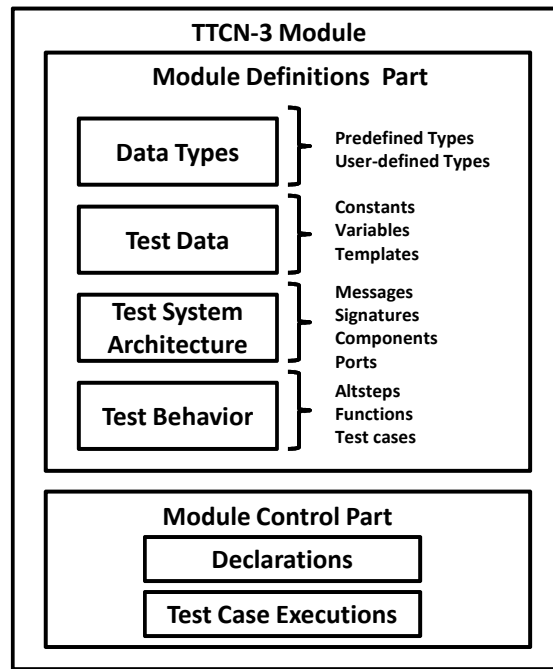 TTCN-3 Module
Module Definitions Part
Data Types
Predefined Types
User-defined Types
Test Data
Constants
Variables
Templates
Test System
Architecture
Messages
Signatures
Components
Ports
Test Behavior
Altsteps
Functions
Test cases
Module Control Part
Declarations
Test Case Executions